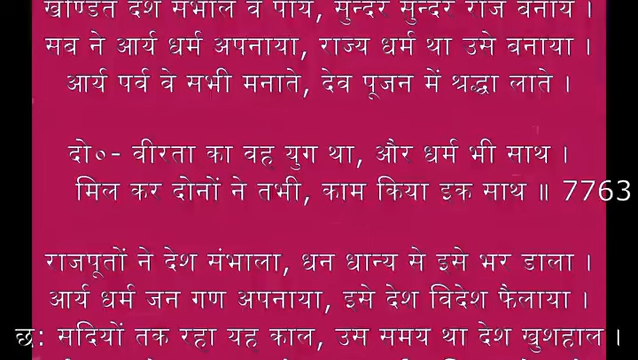 खण्डित देश संभाल वे पाये, सुन्दर सुन्दर राज बनाये ।
सब ने आर्य धर्म अपनाया, राज्य धर्म था उसे बनाया ।
आर्य पर्व वे सभी मनाते, देव पूजन में श्रद्धा लाते ।
दो०- वीरता का वह युग था, और धर्म भी साथ ।
मिल कर दोनों ने तभी, काम किया इक साथ ॥ 7763
राजपूतों ने देश संभाला, धन धान्य से इसे भर डाला ।
आर्य धर्म जन गण अपनाया, इसे देश विदेश फैलाया ।
छ: सदियों तक रहा यह काल, उस समय था देश खुशहाल ।